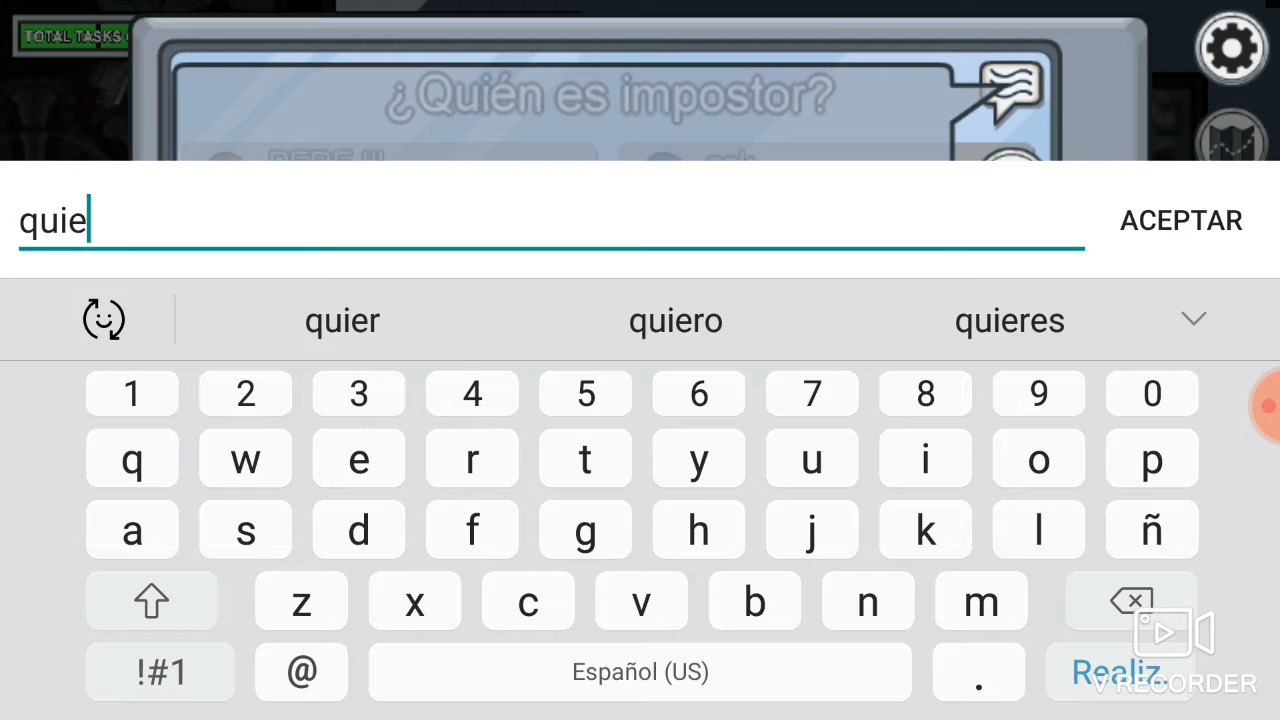 TOTAL TASKS
¿Quién es impostor?
quie
ACEPTAR
quier quiero quieres
1 2 3 4 5 6 7 8 9 0
q w e r t y u i o p
a s d f g h j k l ñ
z x c v b n m
!#1 @ Español (US) . Realiz.
V RECORDER